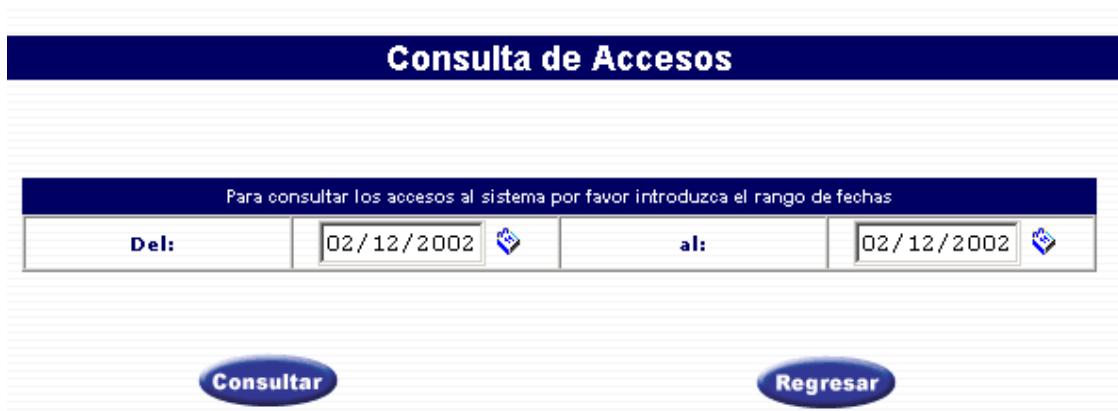 Consulta de Accesos
Para consultar los accesos al sistema por favor introduzca el rango de fechas
Del: 02/12/2002 al: 02/12/2002
Consultar Regresar